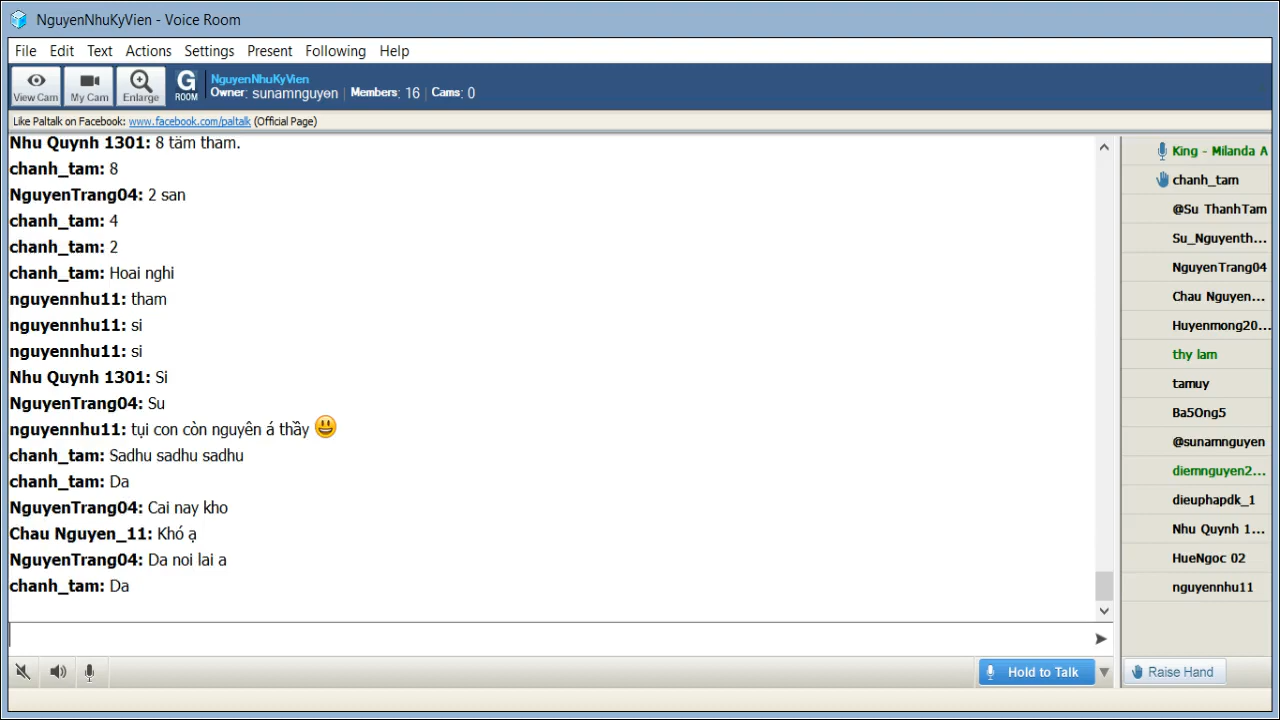 NguyenNhuKyVien - Voice Room
File Edit Text Actions Settings Present Following Help
View Cam My Cam Enlarge G ROOM
NguyenNhuKyVien
Owner: sunamnguyen Members: 16 Cams: 0
Like Paltalk on Facebook: www.facebook.com/paltalk (Official Page)
Nhu Quynh 1301: 8 tăm tham.
chanh_tam: 8
NguyenTrang04: 2 san
chanh_tam: 4
chanh_tam: 2
chanh_tam: Hoai nghi
nguyennhu11: tham
nguyennhu11: si
nguyennhu11: si
Nhu Quynh 1301: Si
NguyenTrang04: Su
nguyennhu11: tụi con còn nguyên á thầy
chanh_tam: Sadhu sadhu sadhu
chanh_tam: Da
NguyenTrang04: Cai nay kho
Chau Nguyen_11: Khó ạ
NguyenTrang04: Da noi lai a
chanh_tam: Da
King - Milanda A
chanh_tam
@Su ThanhTam
Su_Nguyenth...
NguyenTrang04
Chau Nguyen...
Huyenmong20...
thy lam
tamuy
Ba5Ong5
@sunamnguyen
diemnguyen2...
dieuphapdk_1
Nhu Quynh 1...
HueNgoc 02
nguyennhu11
Hold to Talk
Raise Hand